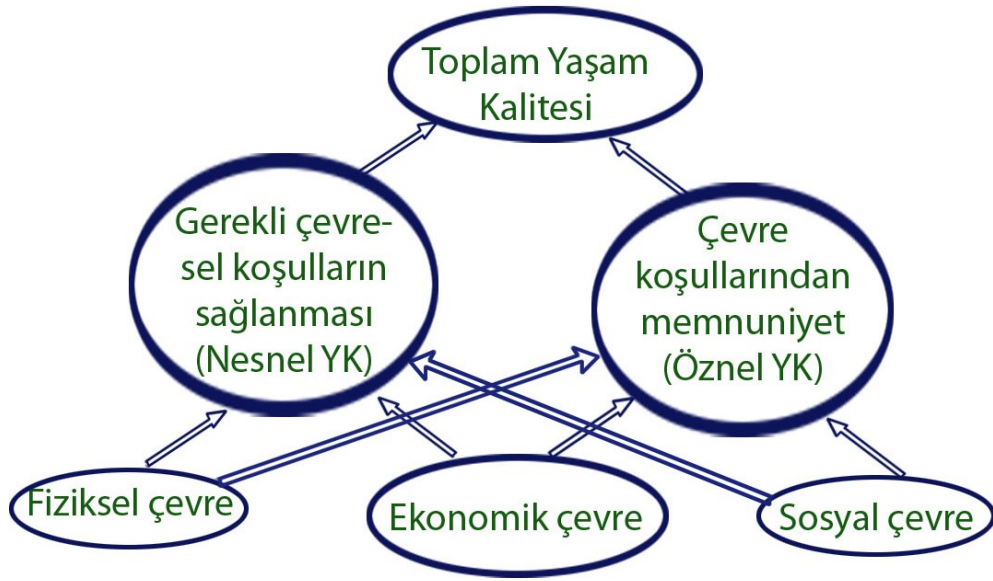 Toplam Yaşam
Kalitesi
Gerekli çevre-
sel koşulların
sağlanması
(Nesnel YK)
Çevre
koşullarından
memnuniyet
(Öznel YK)
Fiziksel çevre
Ekonomik çevre
Sosyal çevre